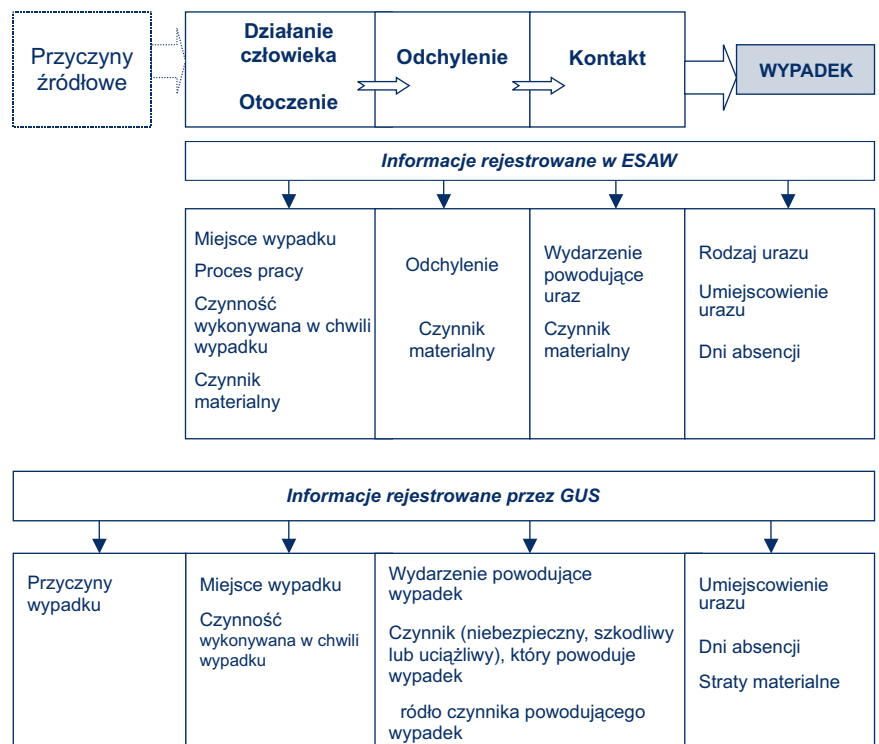 Przyczyny
źródłowe
Działanie
człowieka
Otoczenie
Odchylenie
Kontakt
WYPADEK
Informacje rejestrowane w ESAW
Miejsce wypadku
Proces pracy
Czynność
wykonywana w chwili
wypadku
Czynnik
materialny
Odchylenie
Czynnik
materialny
Wydarzenie
powodujące
uraz
Czynnik
materialny
Rodzaj urazu
Umiejscowienie
urazu
Dni absencji
Informacje rejestrowane przez GUS
Przyczyny
wypadku
Miejsce wypadku
Czynność
wykonywana w chwili
wypadku
Wydarzenie powodujące
wypadek
Czynnik (niebezpieczny, szkodliwy
lub uciążliwy), który powoduje
wypadek
ródło czynnika powodującego
wypadek
Umiejscowienie
urazu
Dni absencji
Straty materialne